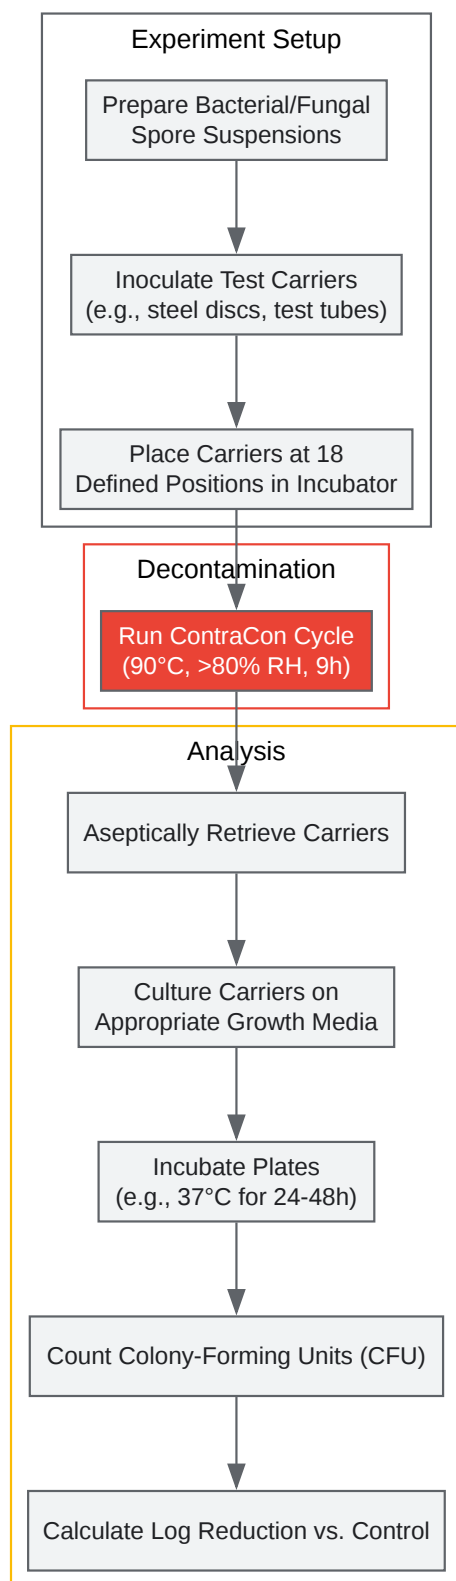 Experiment Setup
Prepare Bacterial/Fungal
Spore Suspensions
Inoculate Test Carriers
(e.g., steel discs, test tubes)
Place Carriers at 18
Defined Positions in Incubator
Decontamination
Run ContraCon Cycle
(90°C, >80% RH, 9h)
Analysis
Aseptically Retrieve Carriers
Culture Carriers on
Appropriate Growth Media
Incubate Plates
(e.g., 37°C for 24-48h)
Count Colony-Forming Units (CFU)
Calculate Log Reduction vs. Control